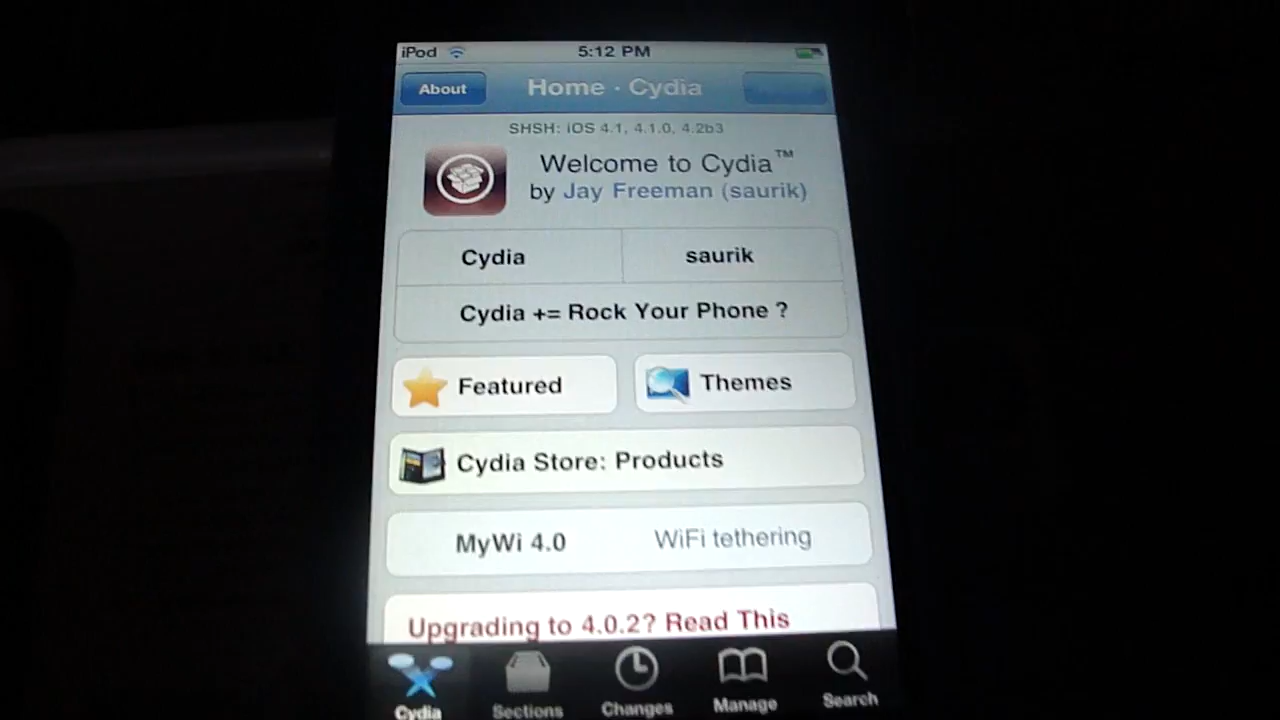 iPod 5:12 PM
About Home · Cydia
SHSH: iOS 4.1, 4.1.0, 4.2b3
Welcome to Cydia™
by Jay Freeman (saurik)
Cydia saurik
Cydia += Rock Your Phone ?
Featured Themes
Cydia Store: Products
MyWi 4.0 WiFi tethering
Upgrading to 4.0.2? Read This
Cydia Sections Changes Manage Search